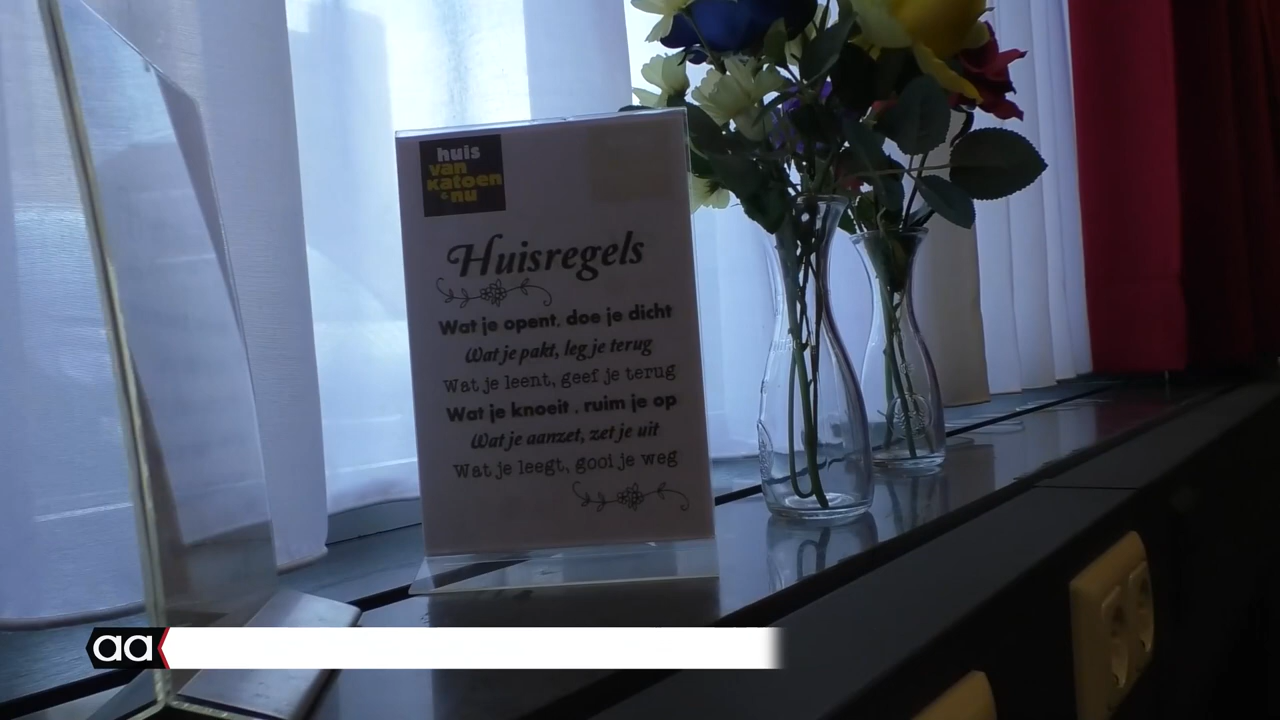 huis
van
katoen
nu
Huisregels
Wat je opent, doe je dicht
Wat je pakt, leg je terug
Wat je leent, geef je terug
Wat je knoeit , ruim je op
Wat je aanzet, zet je uit
Wat je leegt, gooi je weg
aa